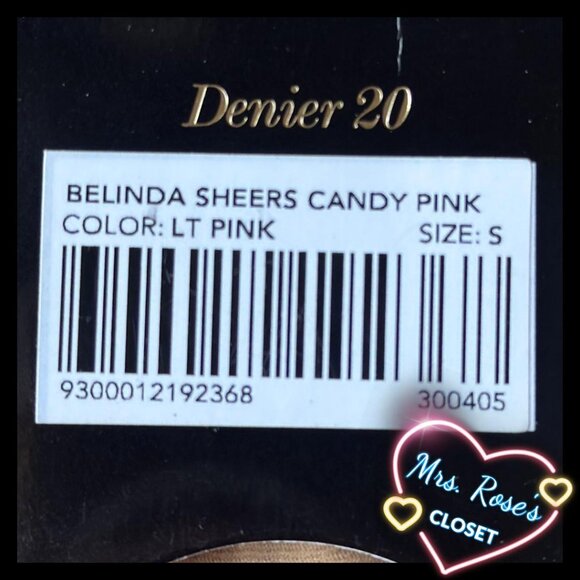 Denier 20
BELINDA SHEERS CANDY PINK
COLOR: LT PINK SIZE: S
9300012192368 300405
Mrs. Rose's
CLOSET